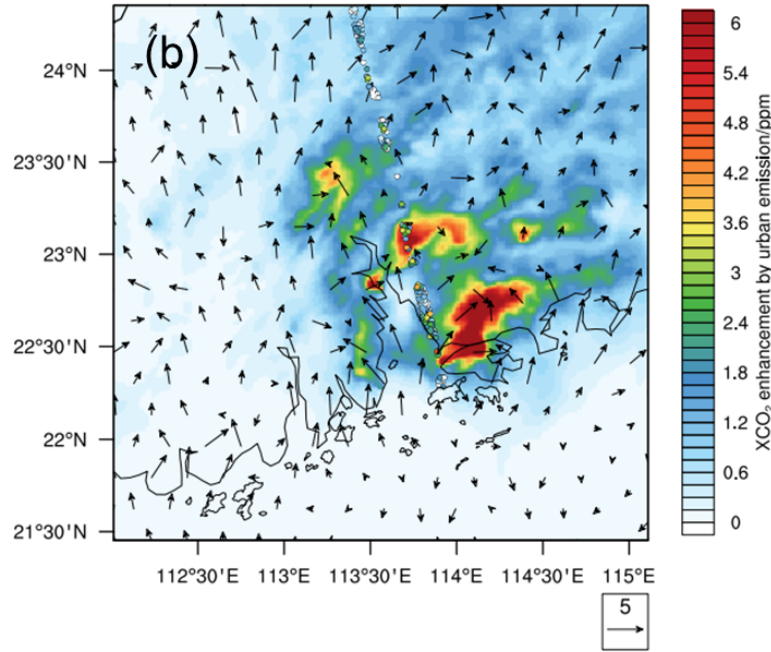 (b)
24°N
23°30'N
23°N
22°30'N
22°N
21°30'N
112°30'E 113°E 113°30'E 114°E 114°30'E 115°E
6
5.4
4.8
4.2
3.6
3
2.4
1.8
1.2
0.6
0
XCO₂ enhancement by urban emission/ppm
5